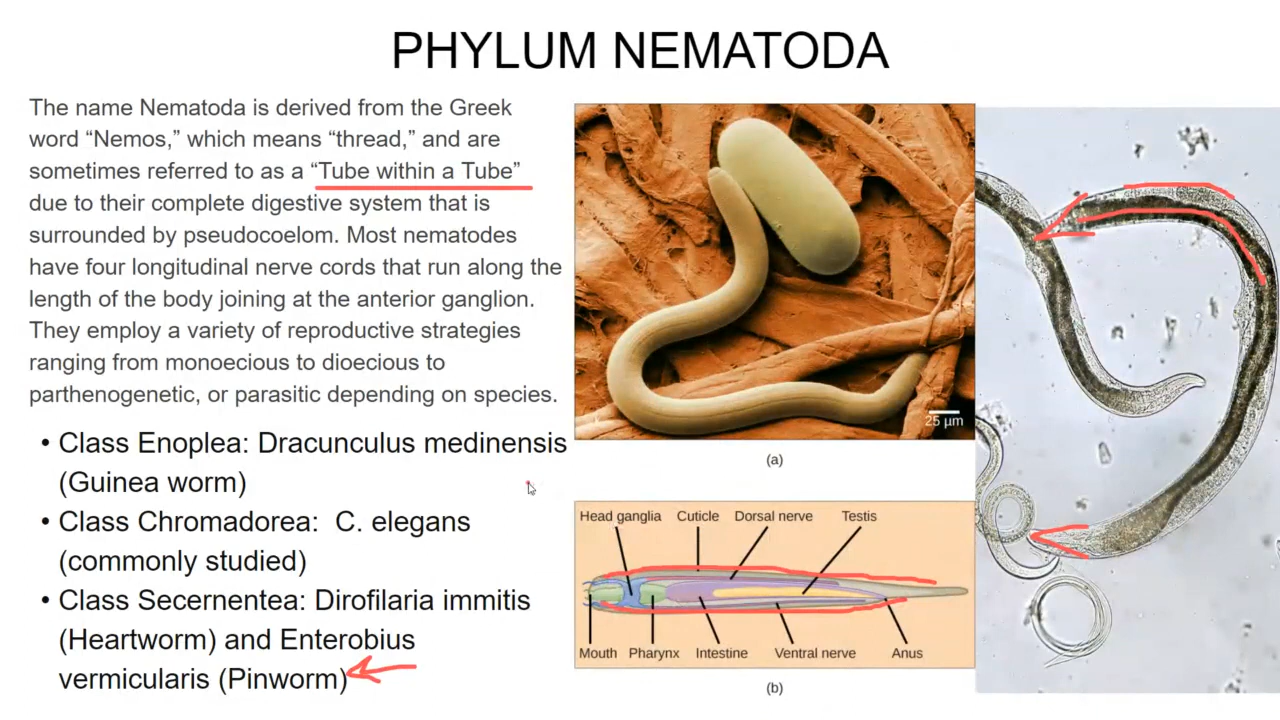 PHYLUM NEMATODA
The name Nematoda is derived from the Greek
word “Nemos,” which means “thread,” and are
sometimes referred to as a “Tube within a Tube”
due to their complete digestive system that is
surrounded by pseudocoelom. Most nematodes
have four longitudinal nerve cords that run along the
length of the body joining at the anterior ganglion.
They employ a variety of reproductive strategies
ranging from monoecious to dioecious to
parthenogenetic, or parasitic depending on species.
• Class Enoplea: Dracunculus medinensis
(Guinea worm)
• Class Chromadorea: C. elegans
(commonly studied)
• Class Secernentea: Dirofilaria immitis
(Heartworm) and Enterobius
vermicularis (Pinworm)
25 µm
(a)
Head ganglia Cuticle Dorsal nerve Testis
Mouth Pharynx Intestine Ventral nerve Anus
(b)